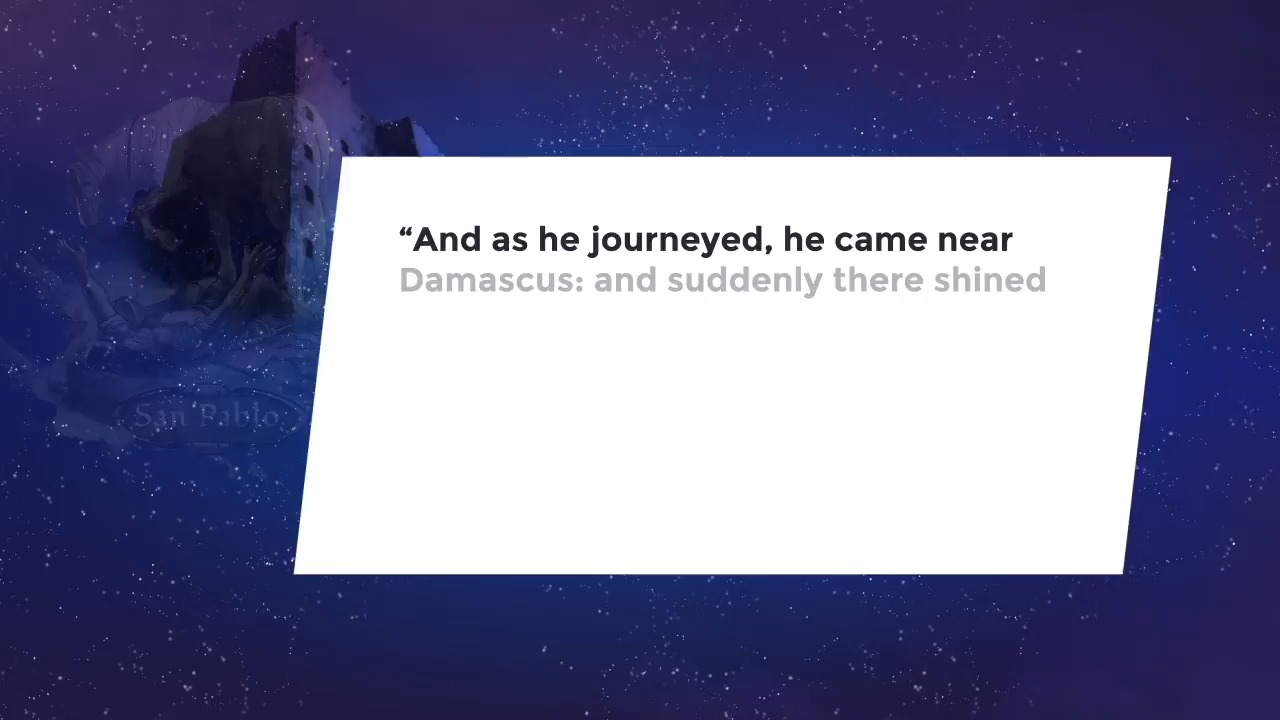 “And as he journeyed, he came near
Damascus: and suddenly there shined
San Pablo